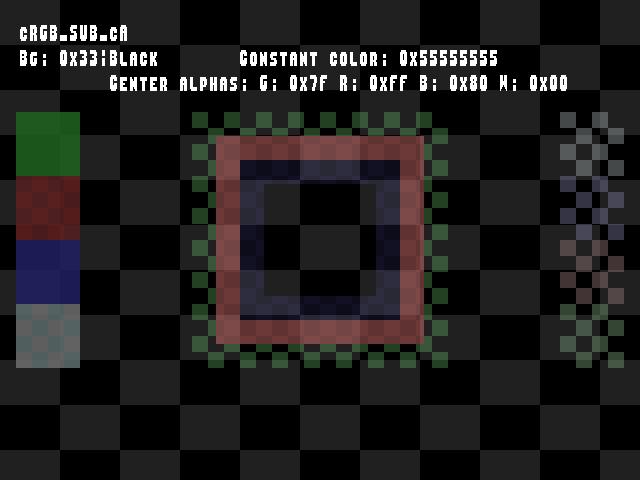 cRGB_SUB_cA
Bg: 0x33¦Black Constant color: 0x55555555
Center alphas: G: 0x7f R: 0xff B: 0x80 W: 0x00